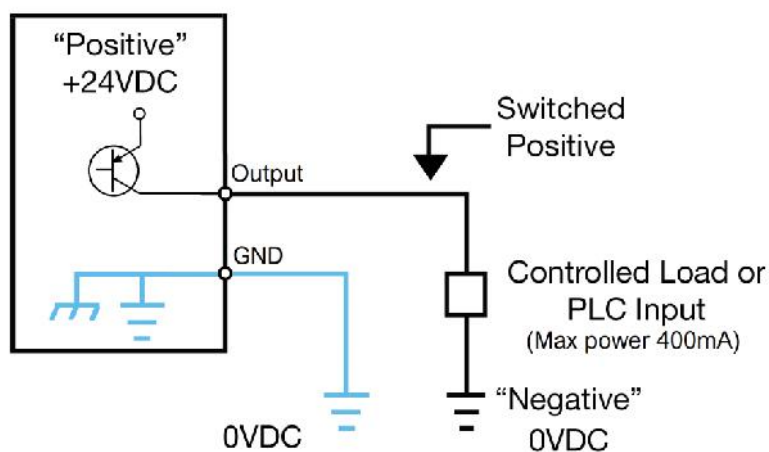 “Positive”
+24VDC
Switched
Positive
Output
GND
Controlled Load or
PLC Input
(Max power 400mA)
“Negative”
0VDC
0VDC